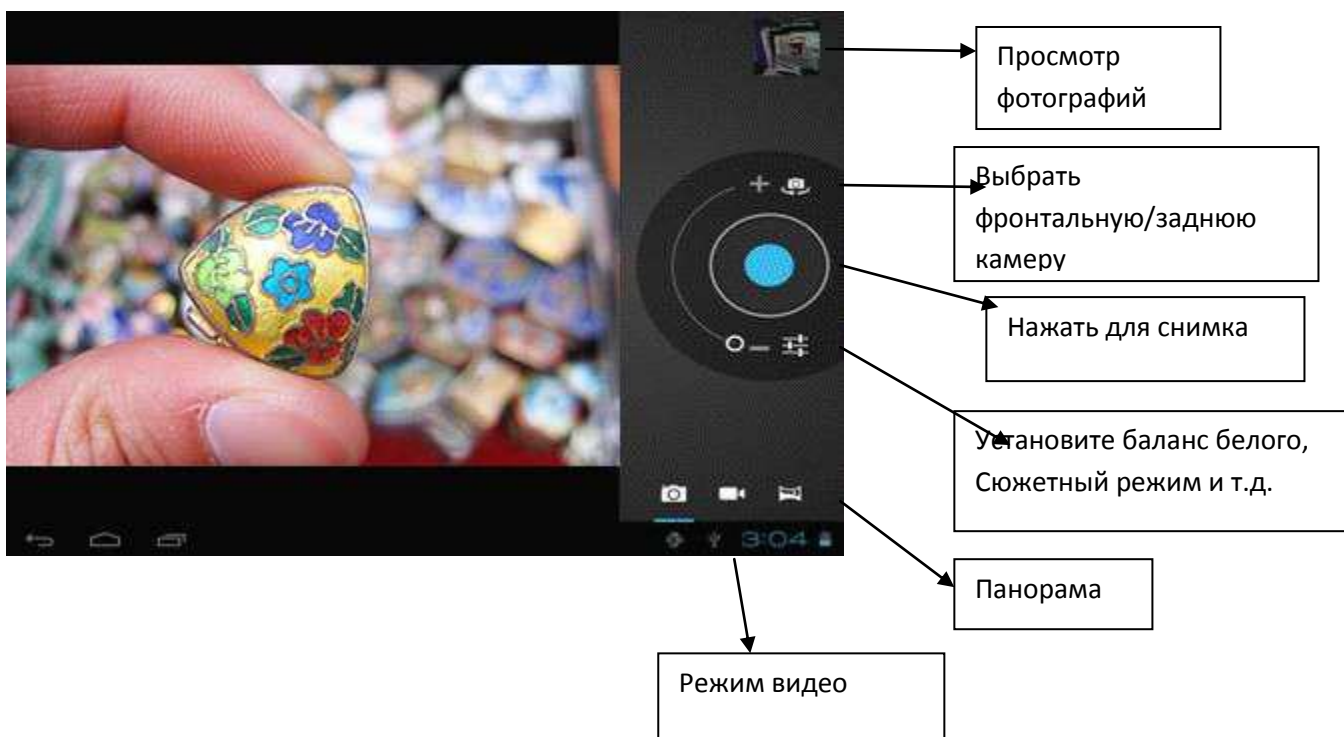 Просмотр
фотографий
Выбрать
фронтальную/заднюю
камеру
Нажать для снимка
Установите баланс белого,
Сюжетный режим и т.д.
3:04
Панорама
Режим видео